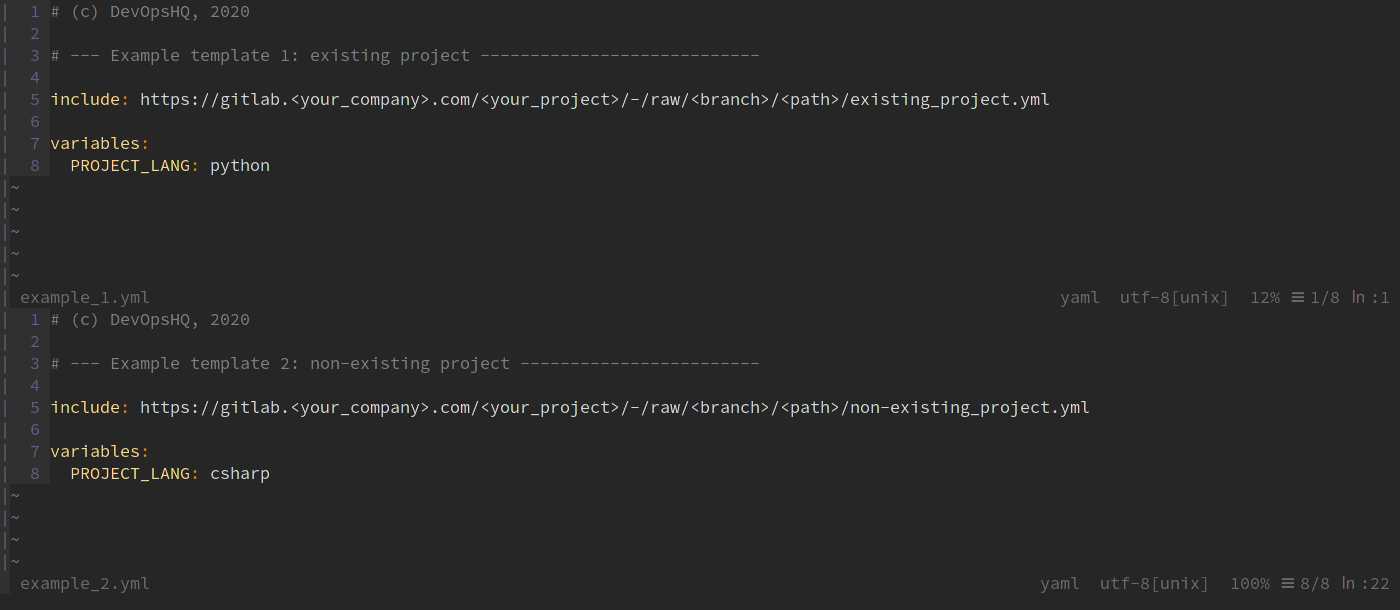 1 # (c) DevOpsHQ, 2020
2
3 # --- Example template 1: existing project ----------------------------
4
5 include: https://gitlab.<your_company>.com/<your_project>/-/raw/<branch>/<path>/existing_project.yml
6
7 variables:
8   PROJECT_LANG: python
~
~
~
~
~
example_1.yml yaml utf-8[unix] 12% ☰ 1/8 ln :1
1 # (c) DevOpsHQ, 2020
2
3 # --- Example template 2: non-existing project ------------------------
4
5 include: https://gitlab.<your_company>.com/<your_project>/-/raw/<branch>/<path>/non-existing_project.yml
6
7 variables:
8   PROJECT_LANG: csharp
~
~
~
~
example_2.yml yaml utf-8[unix] 100% ☰ 8/8 ln :22